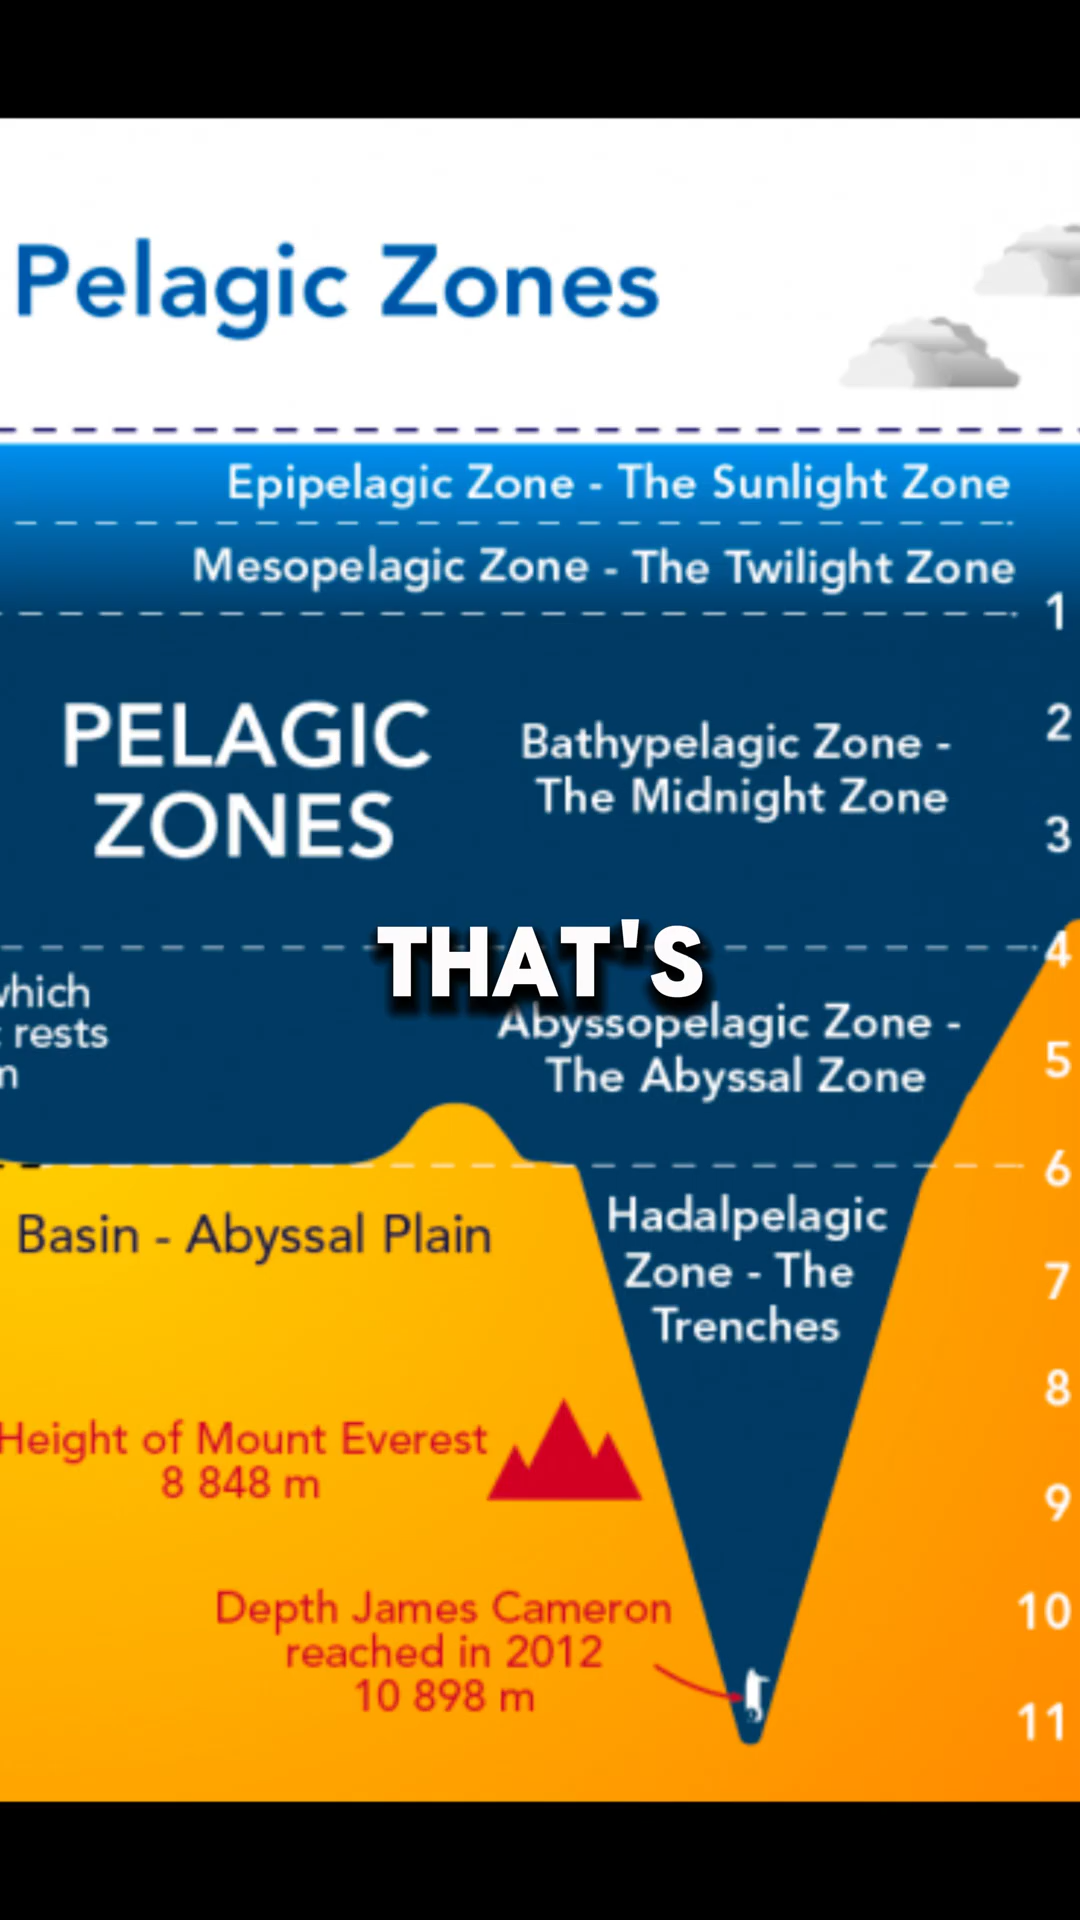 Pelagic Zones
Epipelagic Zone - The Sunlight Zone
Mesopelagic Zone - The Twilight Zone
1
PELAGIC
ZONES
2
Bathypelagic Zone -
The Midnight Zone
3
THAT'S
4
which
rests
n
Abyssopelagic Zone -
The Abyssal Zone
5
6
Basin - Abyssal Plain
Hadalpelagic
Zone - The
Trenches
7
8
Height of Mount Everest
8 848 m
9
Depth James Cameron
reached in 2012
10 898 m
10
11